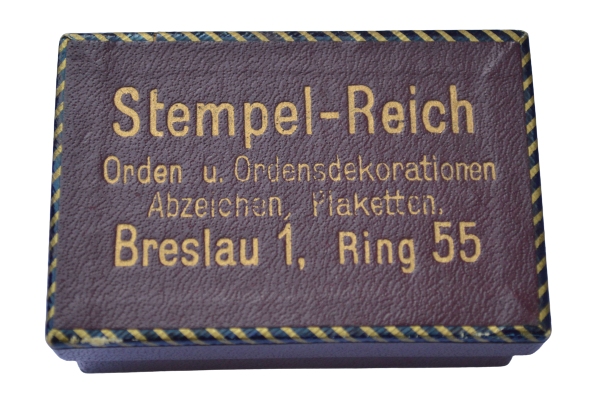 Stempel-Reich
Orden u. Ordensdekorationen
Abzeichen, Plaketten,
Breslau 1, Ring 55